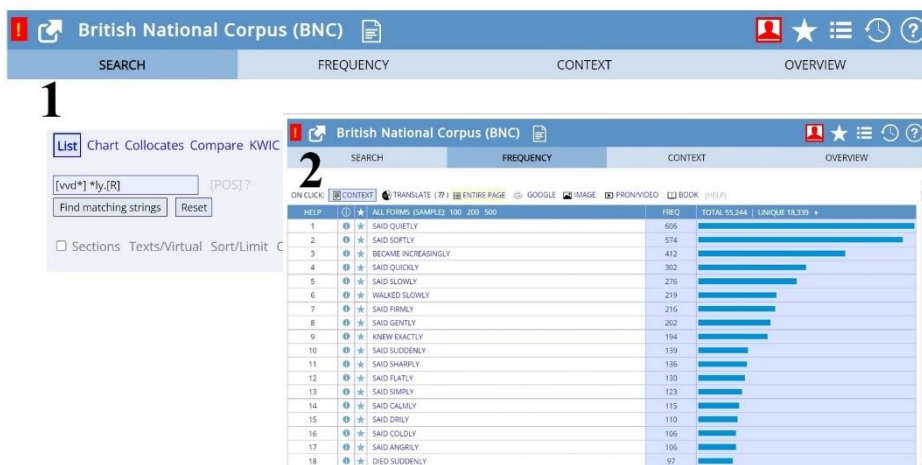 ! British National Corpus (BNC) ?
SEARCH FREQUENCY CONTEXT OVERVIEW
1
List Chart Collocates Compare KWIC
[vvd*] *ly.[R] [POS] ?
Find matching strings Reset
Sections Texts/Virtual Sort/Limit
! British National Corpus (BNC) ?
2
SEARCH FREQUENCY CONTEXT OVERVIEW
ON CLICK: CONTEXT TRANSLATE (??) ENTIRE PAGE GOOGLE IMAGE PRON/VIDEO BOOK (HELP)
HELP ALL FORMS (SAMPLE): 100 200 500 FREQ TOTAL 55,244 | UNIQUE 18,339 +
1 SAID QUIETLY 606
2 SAID SOFTLY 574
3 BECAME INCREASINGLY 412
4 SAID QUICKLY 302
5 SAID SLOWLY 276
6 WALKED SLOWLY 219
7 SAID FIRMLY 216
8 SAID GENTLY 202
9 KNEW EXACTLY 194
10 SAID SUDDENLY 139
11 SAID SHARPLY 136
12 SAID FLATLY 130
13 SAID SIMPLY 123
14 SAID CALMLY 115
15 SAID DRILY 110
16 SAID COLDLY 106
17 SAID ANGRILY 106
18 DIED SUDDENLY 97